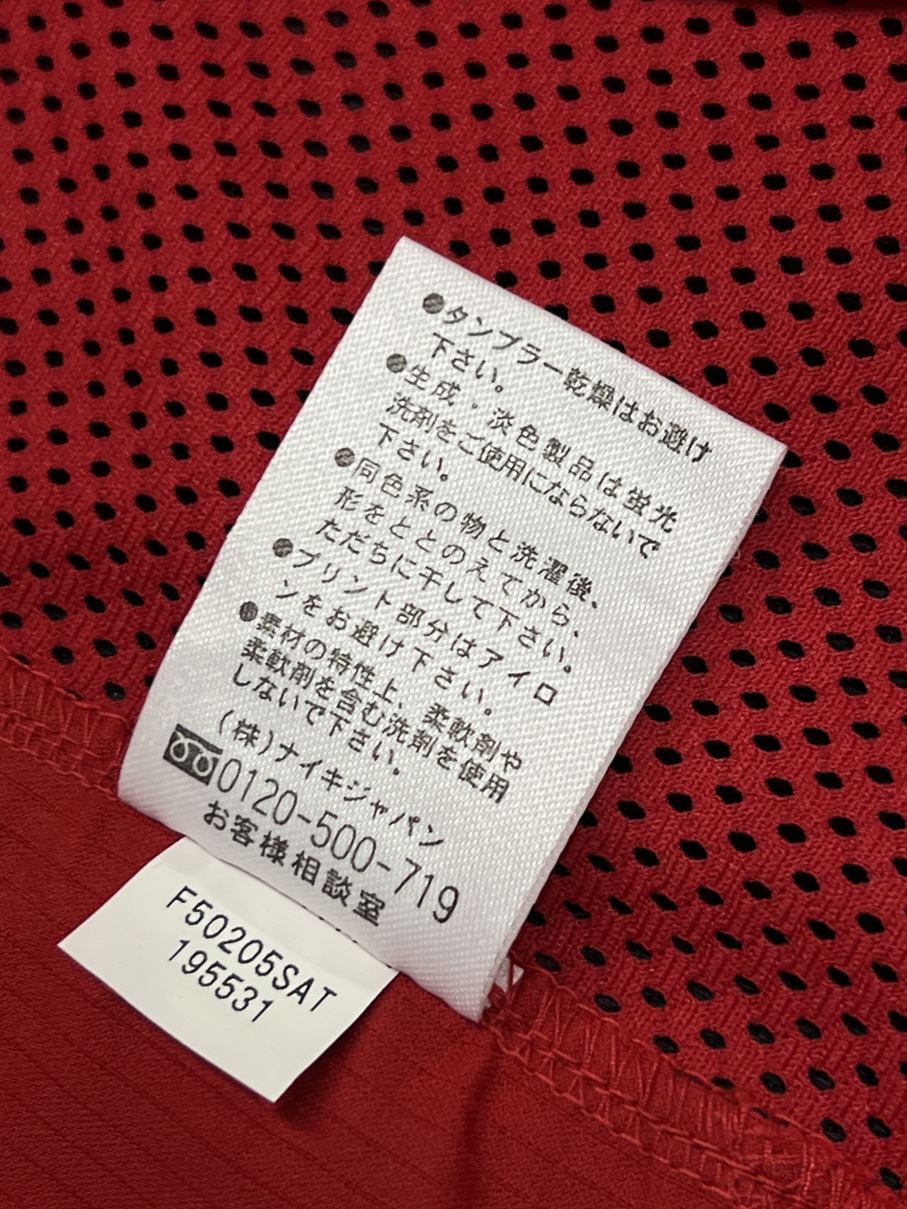 ●タンブラー乾燥はお避け
下さい。
●生成・淡色製品は蛍光
洗剤をご使用にならないで
下さい。
●同色系の物と洗濯後、
形をととのえてから、
ただちに干して下さい。
●プリント部分はアイロ
ンをお避け下さい。
●素材の特性上、柔軟剤や
柔軟剤を含む洗剤を使用
しないで下さい。
(株)ナイキジャパン
0120-500-719
お客様相談室
F50205SAT
195531